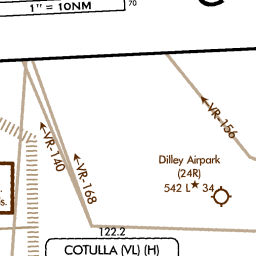 1" = 10NM
70
VR-156
VR-140
VR-168
Dilley Airpark
(24R)
542 L* 34
s.
122.2
COTULLA (VL) (H)